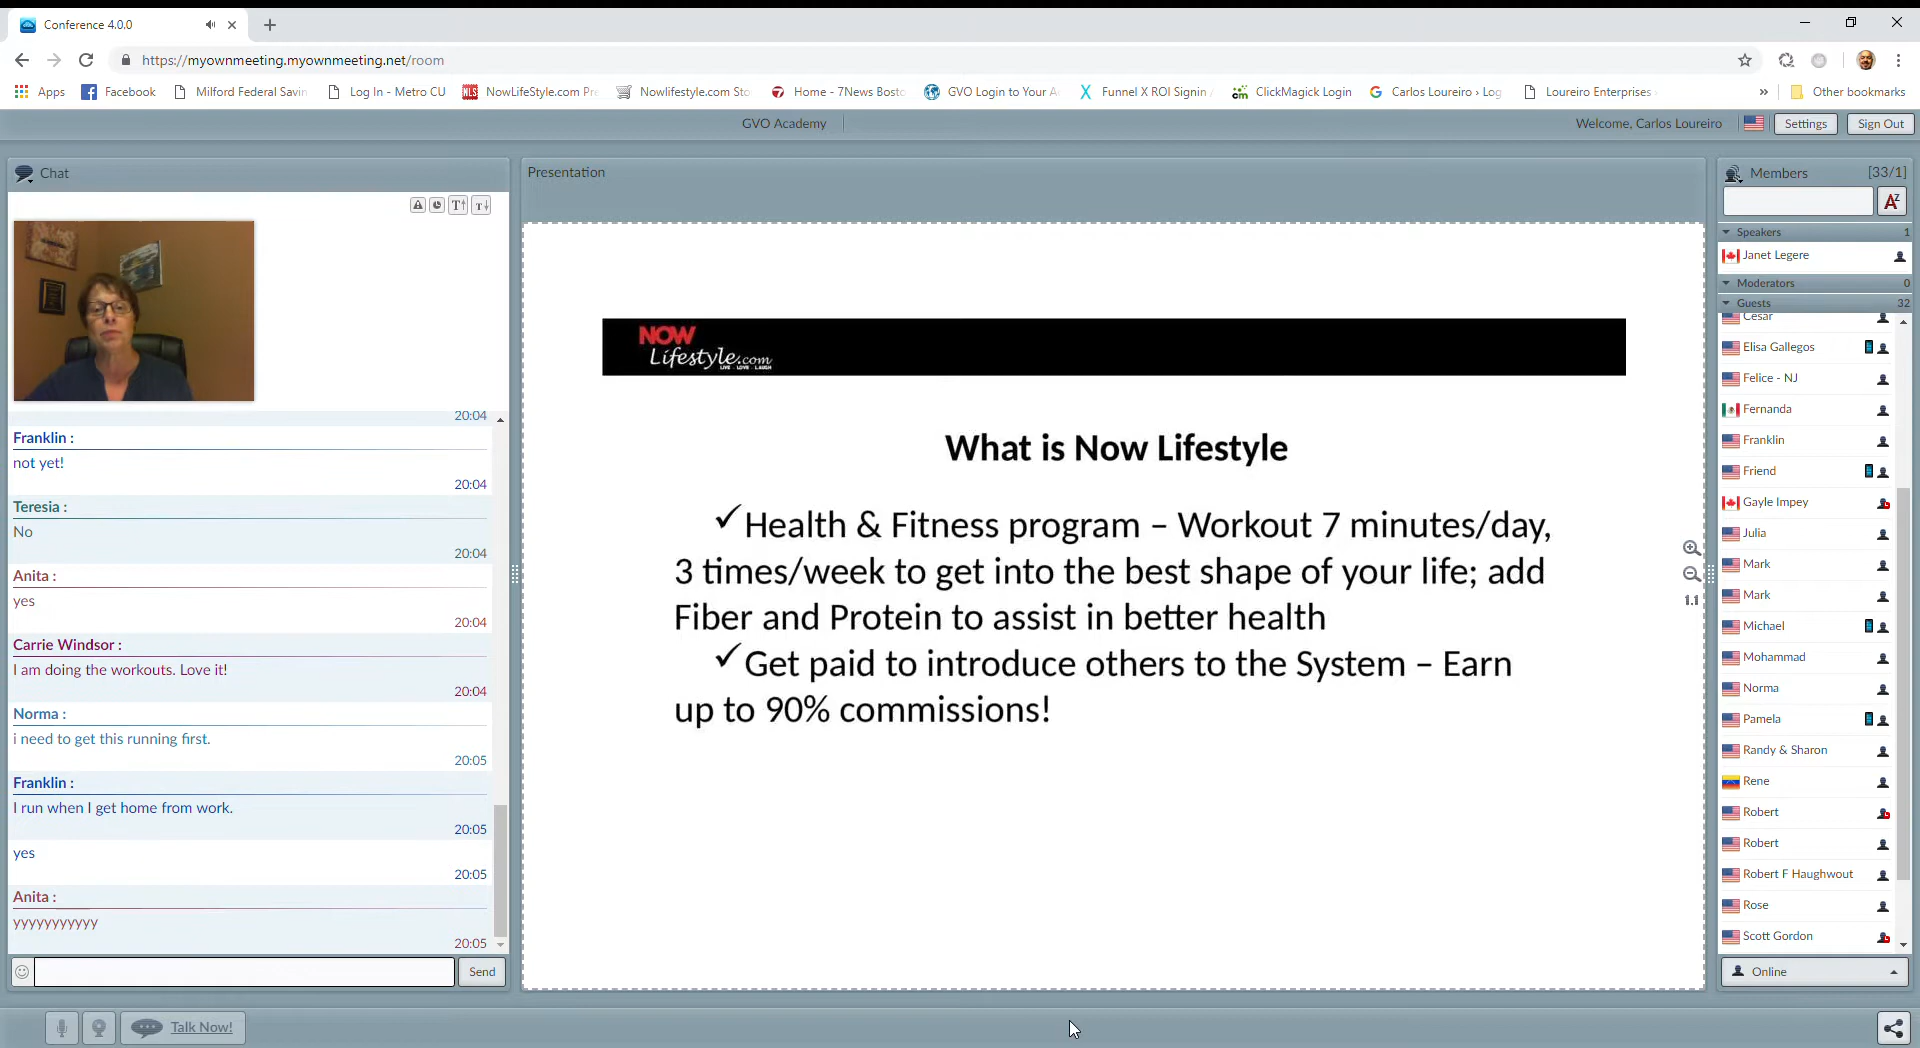 Conference 4.0.0
https://myownmeeting.myownmeeting.net/room
Apps
Facebook
Milford Federal Savin
Log In - Metro CU
NLS
NowLifeStyle.com Pre
Nowlifestyle.com Sto
Home - 7News Bosto
GVO Login to Your A
Funnel X ROI Signin
ClickMagick Login
Carlos Loureiro › Log
Loureiro Enterprises
Other bookmarks
GVO Academy
Welcome, Carlos Loureiro
Settings
Sign Out
Chat
20:04
Franklin :
not yet!
20:04
Teresia :
No
20:04
Anita :
yes
20:04
Carrie Windsor :
I am doing the workouts. Love it!
20:04
Norma :
i need to get this running first.
20:05
Franklin :
I run when I get home from work.
20:05
yes
20:05
Anita :
yyyyyyyyyyy
20:05
Send
Talk Now!
Presentation
NOW
Lifestyle.com
LIVE . LOVE . LAUGH
What is Now Lifestyle
✓Health & Fitness program – Workout 7 minutes/day,
3 times/week to get into the best shape of your life; add
Fiber and Protein to assist in better health
✓Get paid to introduce others to the System – Earn
up to 90% commissions!
1.1
Members
[33/1]
Speakers 1
Janet Legere
Moderators 0
Guests 32
Cesar
Elisa Gallegos
Felice - NJ
Fernanda
Franklin
Friend
Gayle Impey
Julia
Mark
Mark
Michael
Mohammad
Norma
Pamela
Randy & Sharon
Rene
Robert
Robert
Robert F Haughwout
Rose
Scott Gordon
Online